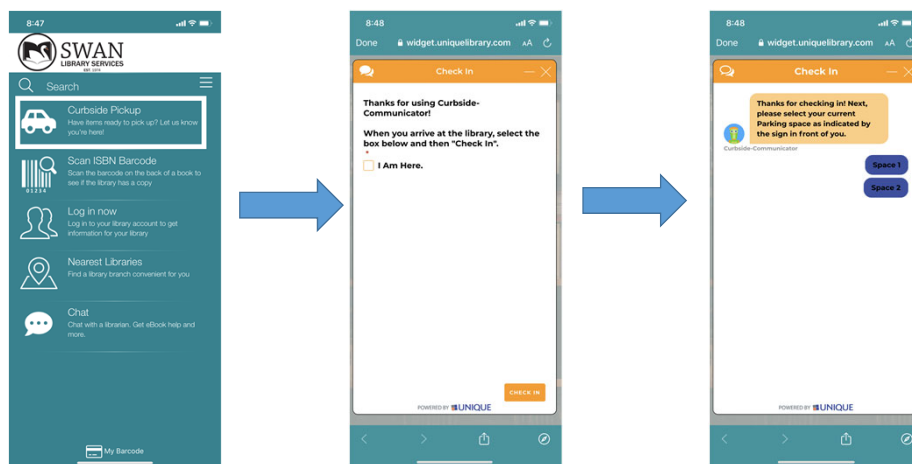 8:47
SWAN
LIBRARY SERVICES
EST. 1974
Search
Curbside Pickup
Have items ready to pick up? Let us know
you're here!
Scan ISBN Barcode
Scan the barcode on the back of a book to
see if the library has a copy
01234
Log in now
Log in to your library account to get
information for your library
Nearest Libraries
Find a library branch convenient for you
Chat
Chat with a librarian. Get eBook help and
more.
My Barcode
8:48
Done widget.uniquelibrary.com AA
Check In
Thanks for using Curbside-
Communicator!
When you arrive at the library, select the
box below and then "Check In".
*
I Am Here.
CHECK IN
POWERED BY UNIQUE
8:48
Done widget.uniquelibrary.com AA
Check In
Thanks for checking in! Next,
please select your current
Parking space as indicated by
the sign in front of you.
Curbside-Communicator
Space 1
Space 2
POWERED BY UNIQUE